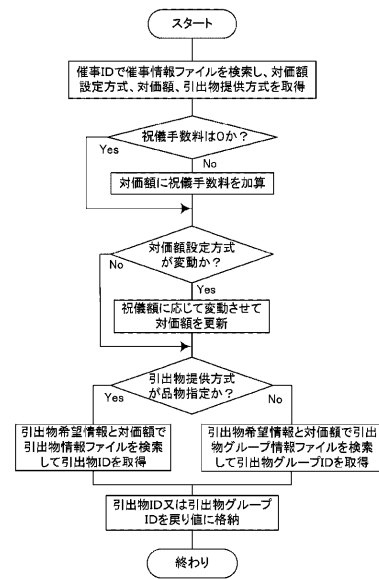 スタート
催事IDで催事情報ファイルを検索し、対価額
設定方式、対価額、引出物提供方式を取得
祝儀手数料は0か？
Yes
No
対価額に祝儀手数料を加算
対価額設定方式
が変動か？
No
Yes
祝儀額に応じて変動させて
対価額を更新
引出物提供方式
が品物指定か？
Yes
No
引出物希望情報と対価額で
引出物情報ファイルを検索
して引出物IDを取得
引出物希望情報と対価額で引出
物グループ情報ファイルを検索
して引出物グループIDを取得
引出物ID又は引出物グループ
IDを戻り値に格納
終わり